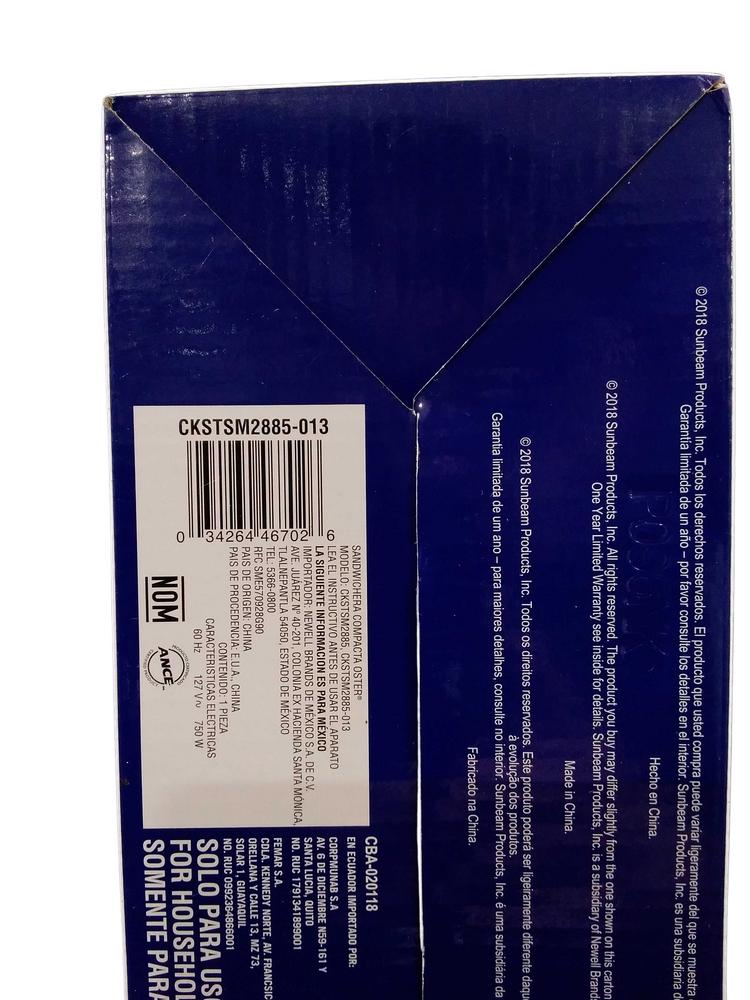 CKSTSM2885-013
0 34264 46702 6
SANDWICHERA COMPACTA OSTER®
MODELO: CKSTSM2885, CKSTSM2885-013
LEA EL INSTRUCTIVO ANTES DE USAR EL APARATO
LA SIGUIENTE INFORMACIÓN ES PARA MÉXICO
IMPORTADOR: NEWELL BRANDS DE MÉXICO S.A. DE C.V.
AVE. JUÁREZ Nº 40-201, COLONIA EX HACIENDA SANTA MÓNICA,
TLALNEPANTLA 54050, ESTADO DE MÉXICO
TEL: 5366-0800
RFC SME570928G90
PAIS DE ORIGEN: CHINA
PAIS DE PROCEDENCIA: E.U.A., CHINA
CONTENIDO: 1 PIEZA
CARACTERISTICAS ELECTRICAS
60 Hz 127 V~ 750 W
NOM
ANCE
CBA-020118
EN ECUADOR IMPORTADO POR:
CORPMUNAB S.A
AV. 6 DE DICIEMBRE N59-161 Y
SANTA LUCIA, QUITO
NO. RUC 1791341899001
FEMAR S.A.
CDLA. KENNEDY NORTE, AV. FRANCSIC
ORELLANA Y CALLE 13, MZ 73,
SOLAR 1, GUAYAQUIL
NO. RUC 0992364866001
SOLO PARA USO
FOR HOUSEHOL
SOMENTE PARA
© 2018 Sunbeam Products, Inc. Todos los derechos reservados. El producto que usted compra puede variar ligeramente del que se muestra
Garantía limitada de un año – por favor consulte los detalles en el interior. Sunbeam Products, Inc. es una subsidiaria d
Hecho en China.
© 2018 Sunbeam Products, Inc. All rights reserved. The product you buy may differ slightly from the one shown on this carton
One Year Limited Warranty see inside for details. Sunbeam Products, Inc. is a subsidiary of Newell Brand
Made in China.
© 2018 Sunbeam Products, Inc. Todos os direitos reservados. Este produto poderá ser ligeiramente diferente daqu
à evolução dos produtos.
Garantia limitada de um ano – para maiores detalhes, consulte no interior. Sunbeam Products, Inc. é uma subsidiária da
Fabricado na China.